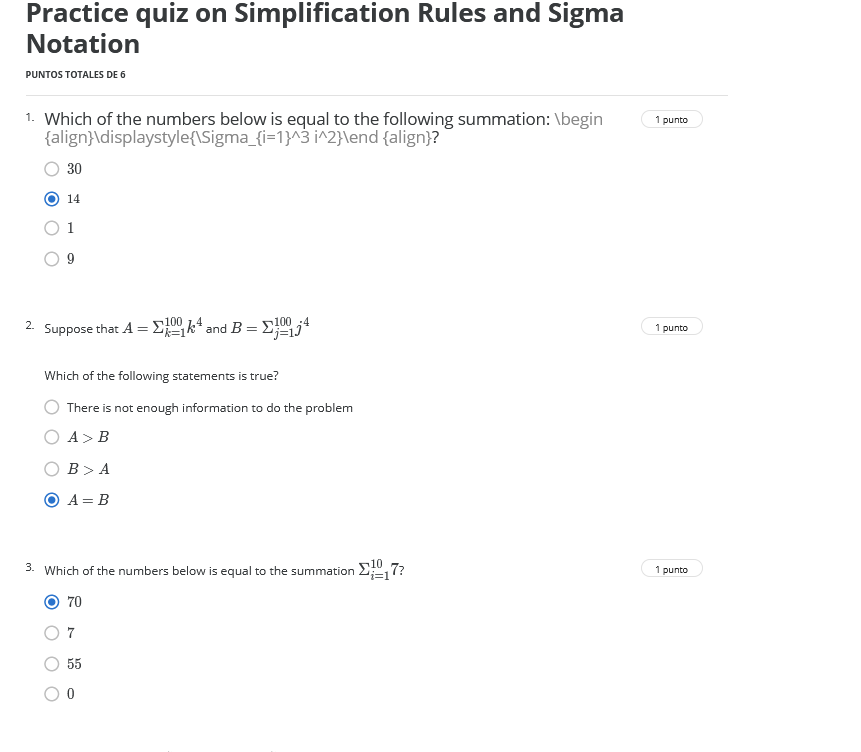 Practice quiz on Simplification Rules and Sigma
Notation
PUNTOS TOTALES DE 6
1. Which of the numbers below is equal to the following summation: \begin
{align}\displaystyle{\Sigma_{i=1}^3 i^2}\end {align}?
1 punto
30
14
1
9
2. Suppose that A = Σ_{k=1}^{100} k^4 and B = Σ_{j=1}^{100} j^4
1 punto
Which of the following statements is true?
There is not enough information to do the problem
A > B
B > A
A = B
3. Which of the numbers below is equal to the summation Σ_{i=1}^{10} 7?
1 punto
70
7
55
0